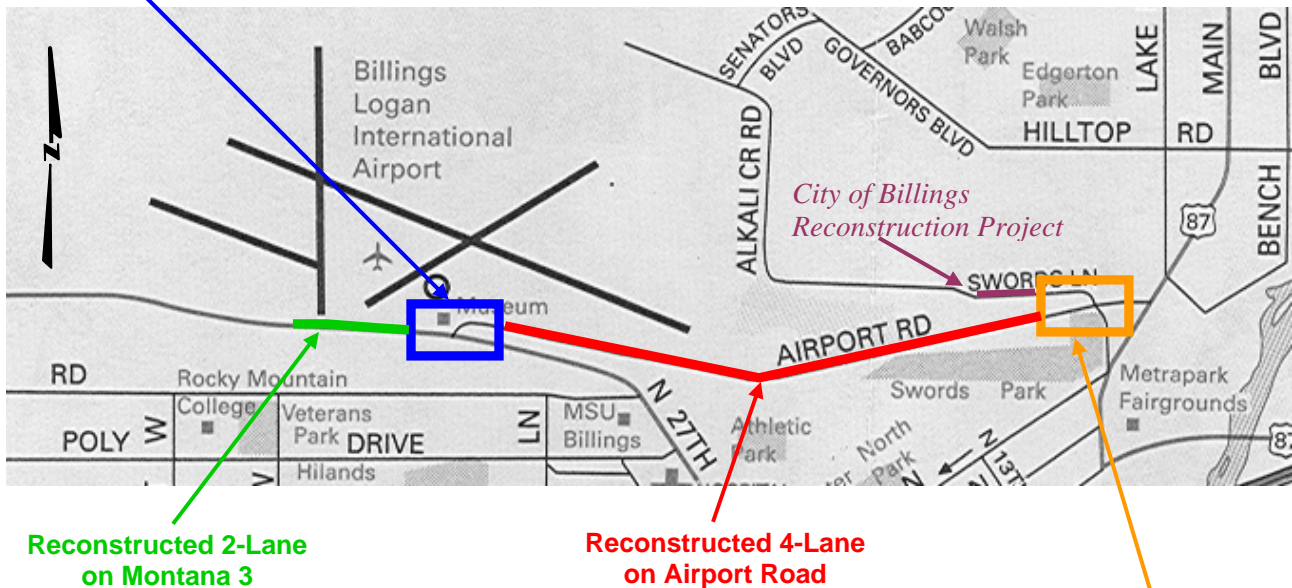 SENATORS
BLVD
BABCOC
Walsh
Park
GOVERNORS BLVD
LAKE
MAIN
BLVD
Billings
Logan
International
Airport
Edgerton
Park
HILLTOP RD
N
ALKALI CR RD
City of Billings
Reconstruction Project
87
BENCH
SWORDS LN
Museum
AIRPORT RD
RD
Rocky Mountain
College
W
Veterans
Park
POLY
DRIVE
LN
MSU
Billings
N 27TH
Athletic
Park
Swords Park
Metrapark
Fairgrounds
Hilands
North
Park
N
N
13T
87
Reconstructed 2-Lane
on Montana 3
Reconstructed 4-Lane
on Airport Road